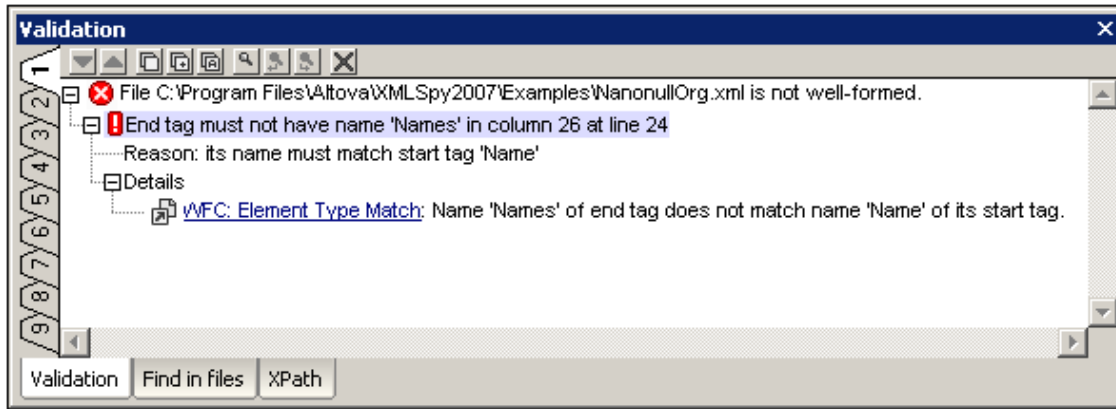 Validation
File C:\Program Files\Altova\XMLSpy2007\Examples\NanonullOrg.xml is not well-formed.
End tag must not have name 'Names' in column 26 at line 24
Reason: its name must match start tag 'Name'
Details
WFC: Element Type Match: Name 'Names' of end tag does not match name 'Name' of its start tag.
1
2
3
4
5
6
7
8
9
Validation Find in files XPath